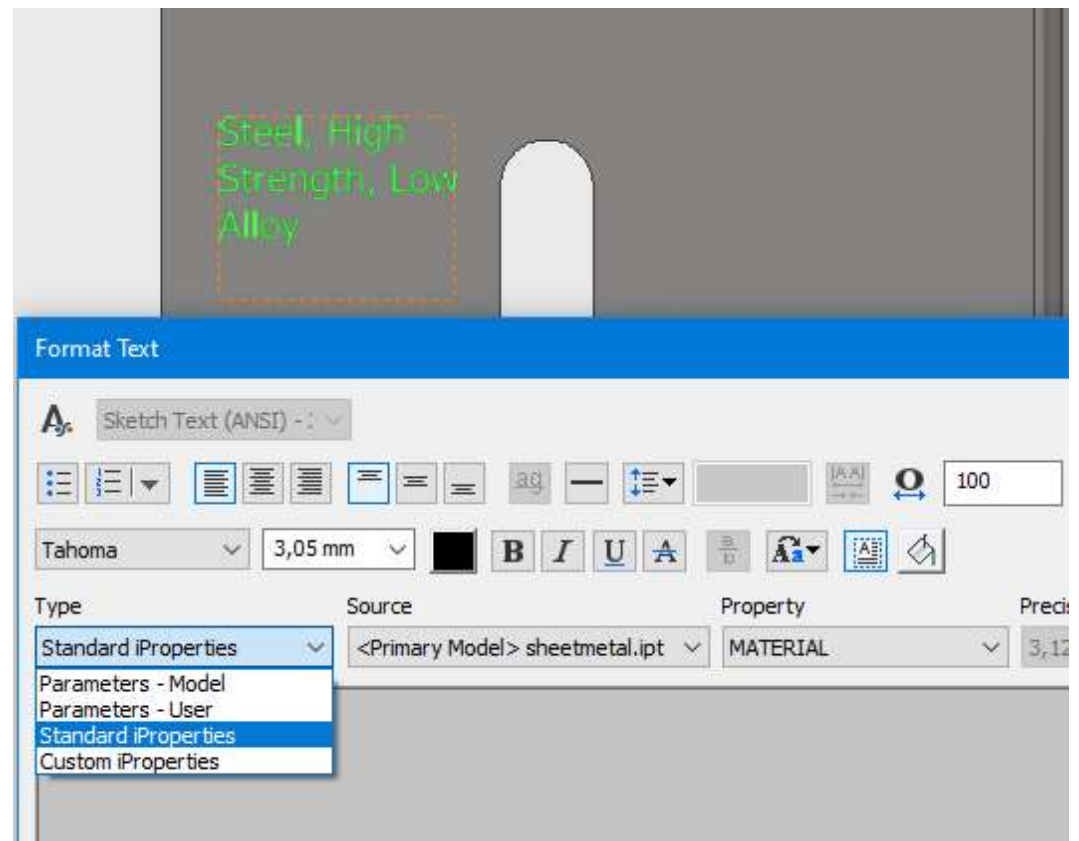 Steel, High
Strength, Low
Alloy
Format Text
Sketch Text (ANSI) - :
100
Tahoma
3,05 mm
B I U A
Type
Source
Property
Standard iProperties
<Primary Model> sheetmetal.ipt
MATERIAL
3,12
Parameters - Model
Parameters - User
Standard iProperties
Custom iProperties